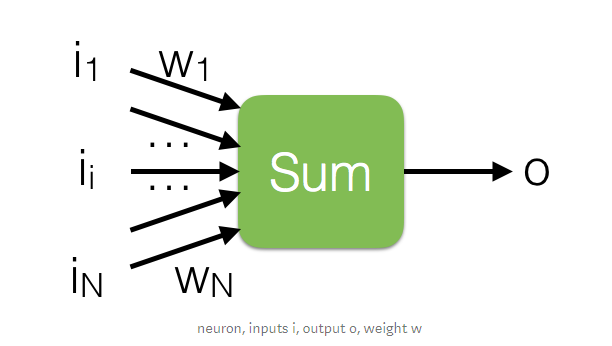 i1 w1
...
ii Sum o
...
iN wN
neuron, inputs i, output o, weight w